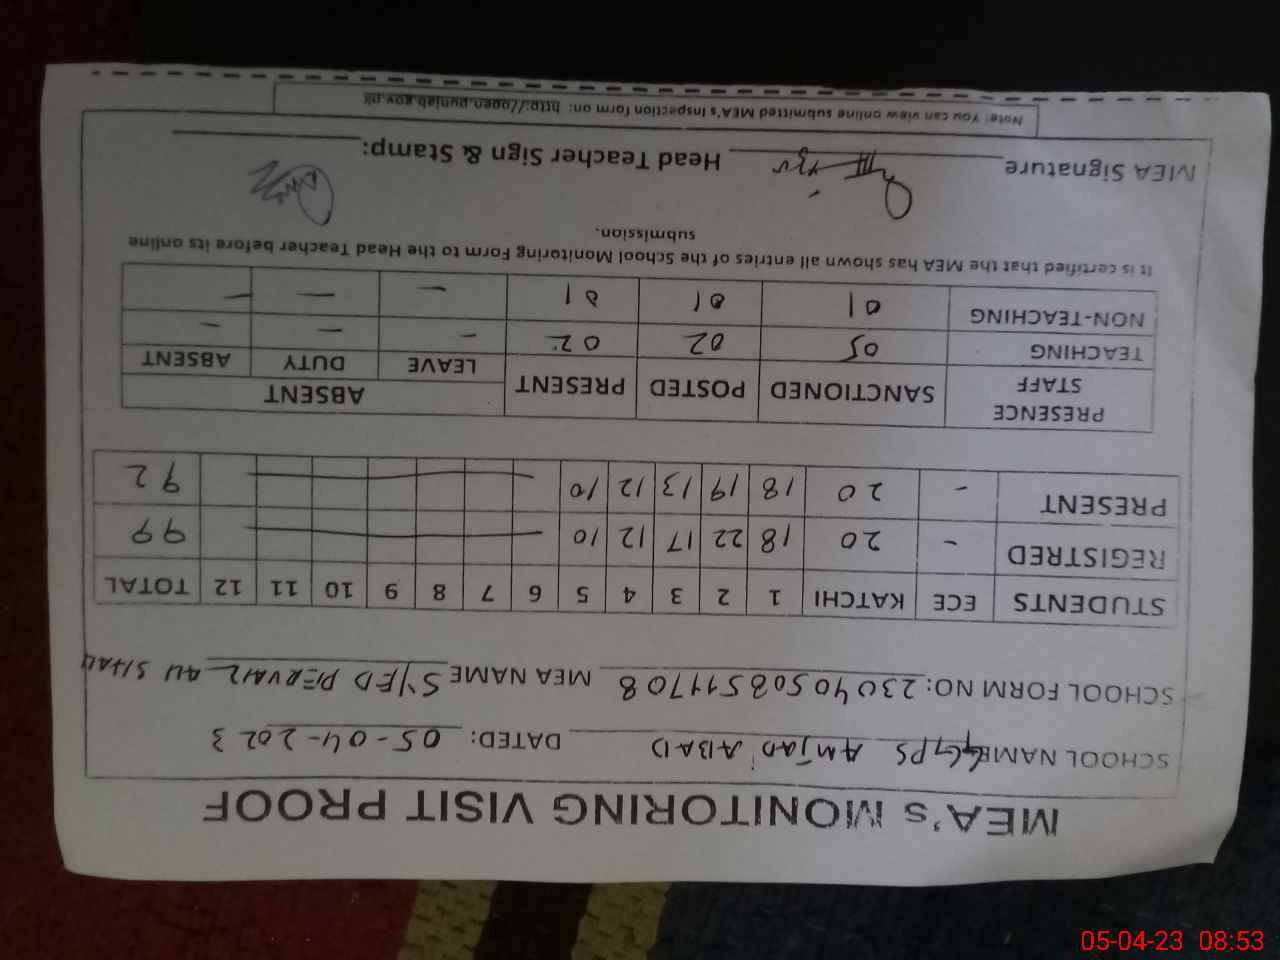 MEA's MONITORING VISIT PROOF
SCHOOL NAME GGPS AMJAD ABAD DATED: 05-04-2023
SCHOOL FORM NO: 23040508511708 MEA NAME SYED PERVAIZ ALI SHAH
STUDENTS ECE KATCHI 1 2 3 4 5 6 7 8 9 10 11 12 TOTAL
REGISTRED - 20 18 22 17 12 10 99
PRESENT - 20 18 19 13 12 10 92
PRESENCE STAFF SANCTIONED POSTED PRESENT ABSENT
LEAVE DUTY ABSENT
TEACHING 05 02 02 - - -
NON-TEACHING 01 01 01 - - -
It is certified that the MEA has shown all entries of the School Monitoring Form to the Head Teacher before its online
submission.
MEA Signature Head Teacher Sign & Stamp:
Note: You can view online submitted MEA's Inspection form on: http://open.punjab.gov.pk
05-04-23 08:53